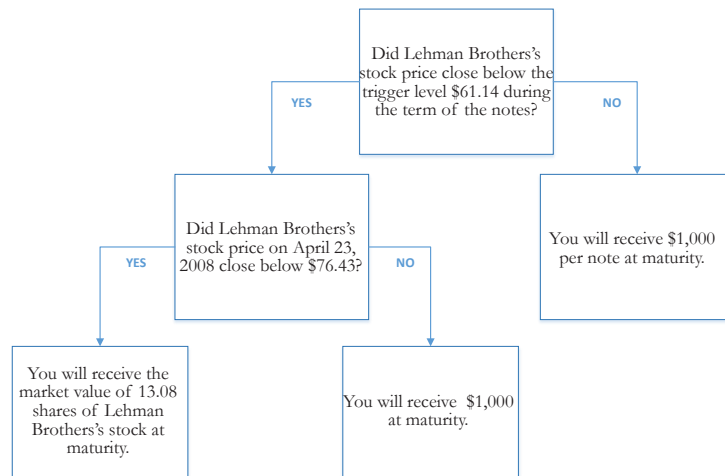 Did Lehman Brothers's
stock price close below the
trigger level $61.14 during
the term of the notes?
YES
NO
Did Lehman Brothers's
stock price on April 23,
2008 close below $76.43?
You will receive $1,000
per note at maturity.
YES
NO
You will receive the
market value of 13.08
shares of Lehman
Brothers's stock at
maturity.
You will receive $1,000
at maturity.